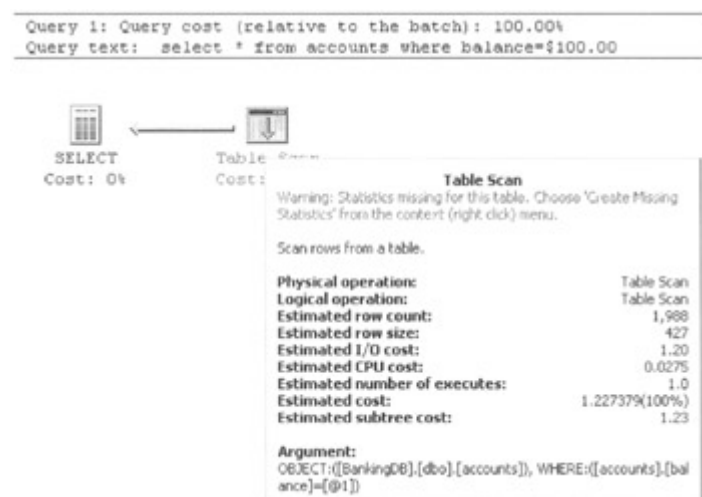 Query 1: Query cost (relative to the batch): 100.00%
Query text: select * from accounts where balance=$100.00
SELECT
Cost: 0%
Table Scan
Cost:
Table Scan
Warning: Statistics missing for this table. Choose 'Create Missing
Statistics' from the context (right click) menu.
Scan rows from a table.
Physical operation: Table Scan
Logical operation: Table Scan
Estimated row count: 1,988
Estimated row size: 427
Estimated I/O cost: 1.20
Estimated CPU cost: 0.0275
Estimated number of executes: 1.0
Estimated cost: 1.227379(100%)
Estimated subtree cost: 1.23
Argument:
OBJECT:([BankingDB].[dbo].[accounts]), WHERE:([accounts].[bal
ance]=[@1])